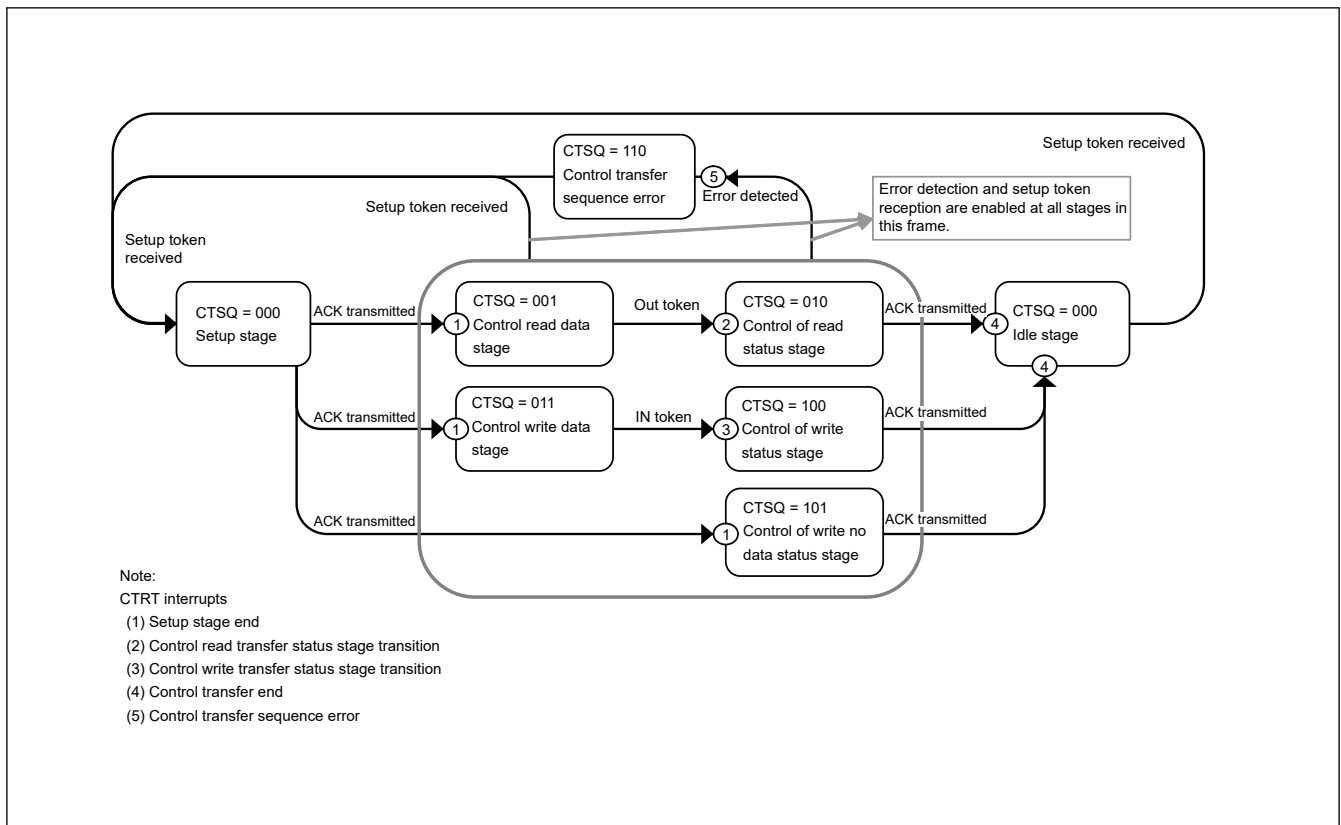 Setup token received
CTSQ = 110
Control transfer
sequence error
5
Error detected
Error detection and setup token
reception are enabled at all stages in
this frame.
Setup token received
Setup token
received
CTSQ = 000
Setup stage
ACK transmitted
1
CTSQ = 001
Control read data
stage
Out token
2
CTSQ = 010
Control of read
status stage
ACK transmitted
4
CTSQ = 000
Idle stage
4
ACK transmitted
1
CTSQ = 011
Control write data
stage
IN token
3
CTSQ = 100
Control of write
status stage
ACK transmitted
ACK transmitted
1
CTSQ = 101
Control of write no
data status stage
ACK transmitted
Note:
CTRT interrupts
(1) Setup stage end
(2) Control read transfer status stage transition
(3) Control write transfer status stage transition
(4) Control transfer end
(5) Control transfer sequence error